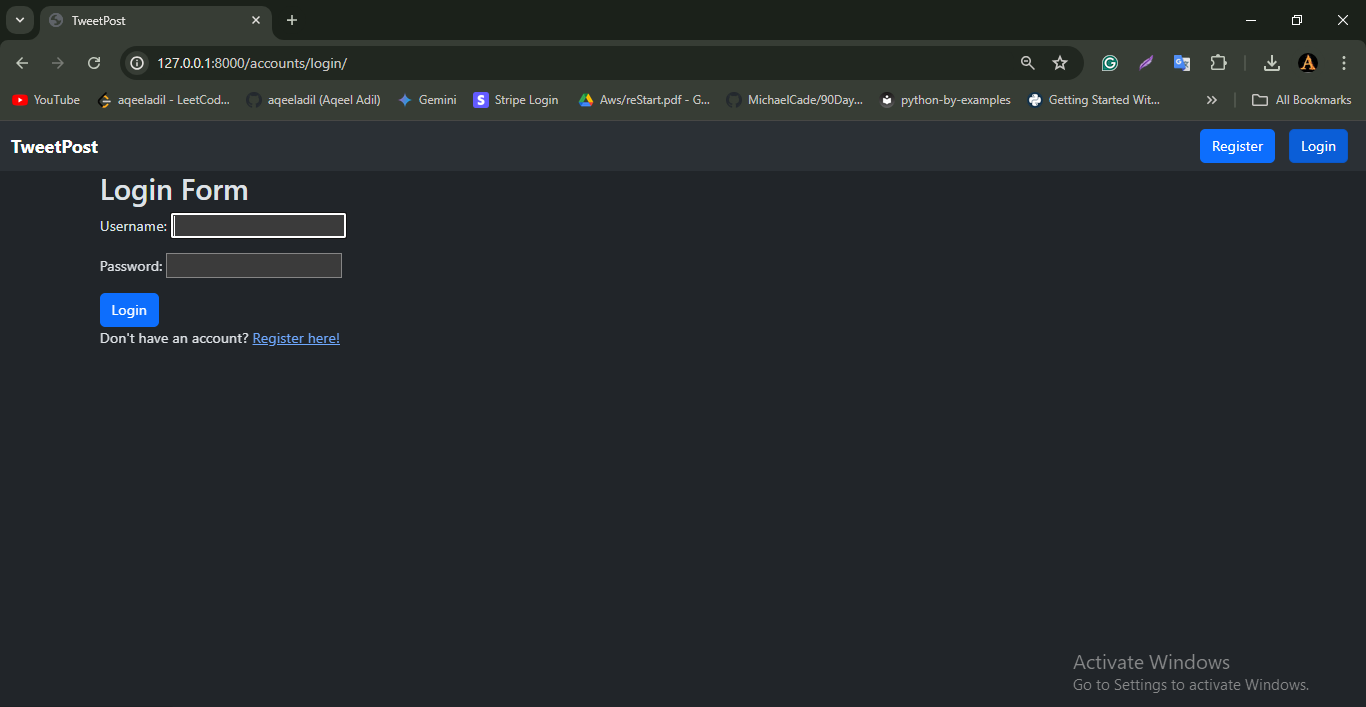 TweetPost
127.0.0.1:8000/accounts/login/
YouTube aqeeladil - LeetCod... aqeeladil (Aqeel Adil) Gemini S Stripe Login Aws/reStart.pdf - G... MichaelCade/90Day... python-by-examples Getting Started Wit... » All Bookmarks
TweetPost Register Login
Login Form
Username:
Password:
Login
Don't have an account? Register here!
Activate Windows
Go to Settings to activate Windows.